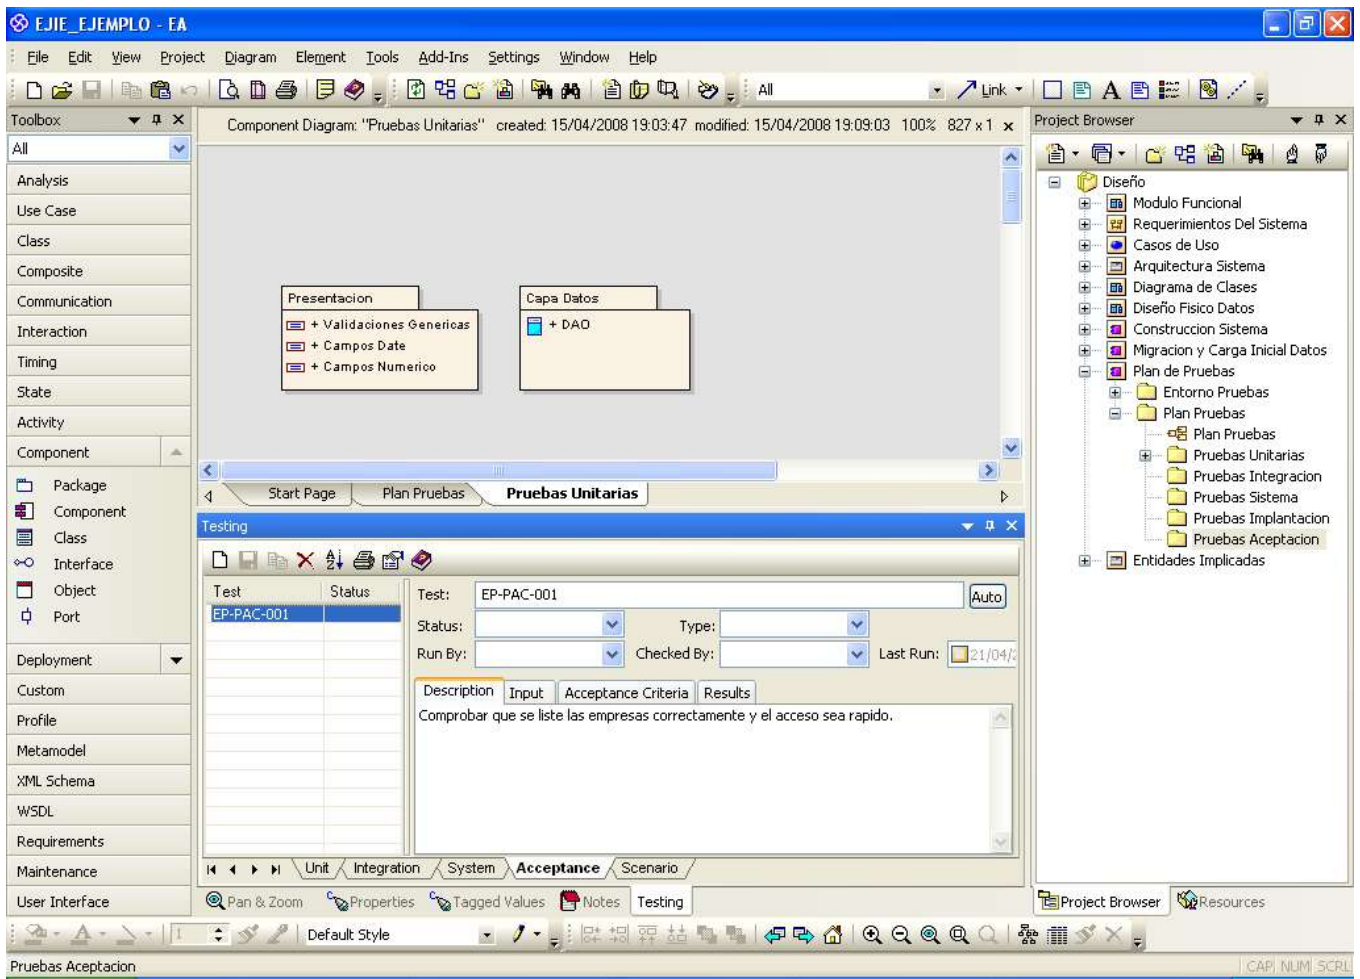 EJIE_EJEMPLO - EA
File Edit View Project Diagram Element Tools Add-Ins Settings Window Help
All Link A
Toolbox
All
Analysis
Use Case
Class
Composite
Communication
Interaction
Timing
State
Activity
Component
Package
Component
Class
Interface
Object
Port
Deployment
Custom
Profile
Metamodel
XML Schema
WSDL
Requirements
Maintenance
User Interface
Component Diagram: "Pruebas Unitarias" created: 15/04/2008 19:03:47 modified: 15/04/2008 19:09:03 100% 827 x 1
Presentacion
+ Validaciones Genericas
+ Campos Date
+ Campos Numerico
Capa Datos
+ DAO
Start Page Plan Pruebas Pruebas Unitarias
Testing
Test Status
EP-PAC-001
Test: EP-PAC-001 Auto
Status: Type:
Run By: Checked By: Last Run: 21/04/2
Description Input Acceptance Criteria Results
Comprobar que se liste las empresas correctamente y el acceso sea rapido.
Unit Integration System Acceptance Scenario
Pan & Zoom Properties Tagged Values Notes Testing
Project Browser
Diseño
Modulo Funcional
Requerimientos Del Sistema
Casos de Uso
Arquitectura Sistema
Diagrama de Clases
Diseño Fisico Datos
Construccion Sistema
Migracion y Carga Inicial Datos
Plan de Pruebas
Entorno Pruebas
Plan Pruebas
Plan Pruebas
Pruebas Unitarias
Pruebas Integracion
Pruebas Sistema
Pruebas Implantacion
Pruebas Aceptacion
Entidades Implicadas
Project Browser Resources
A 1 Default Style
Pruebas Aceptacion CAP NUM SCRL